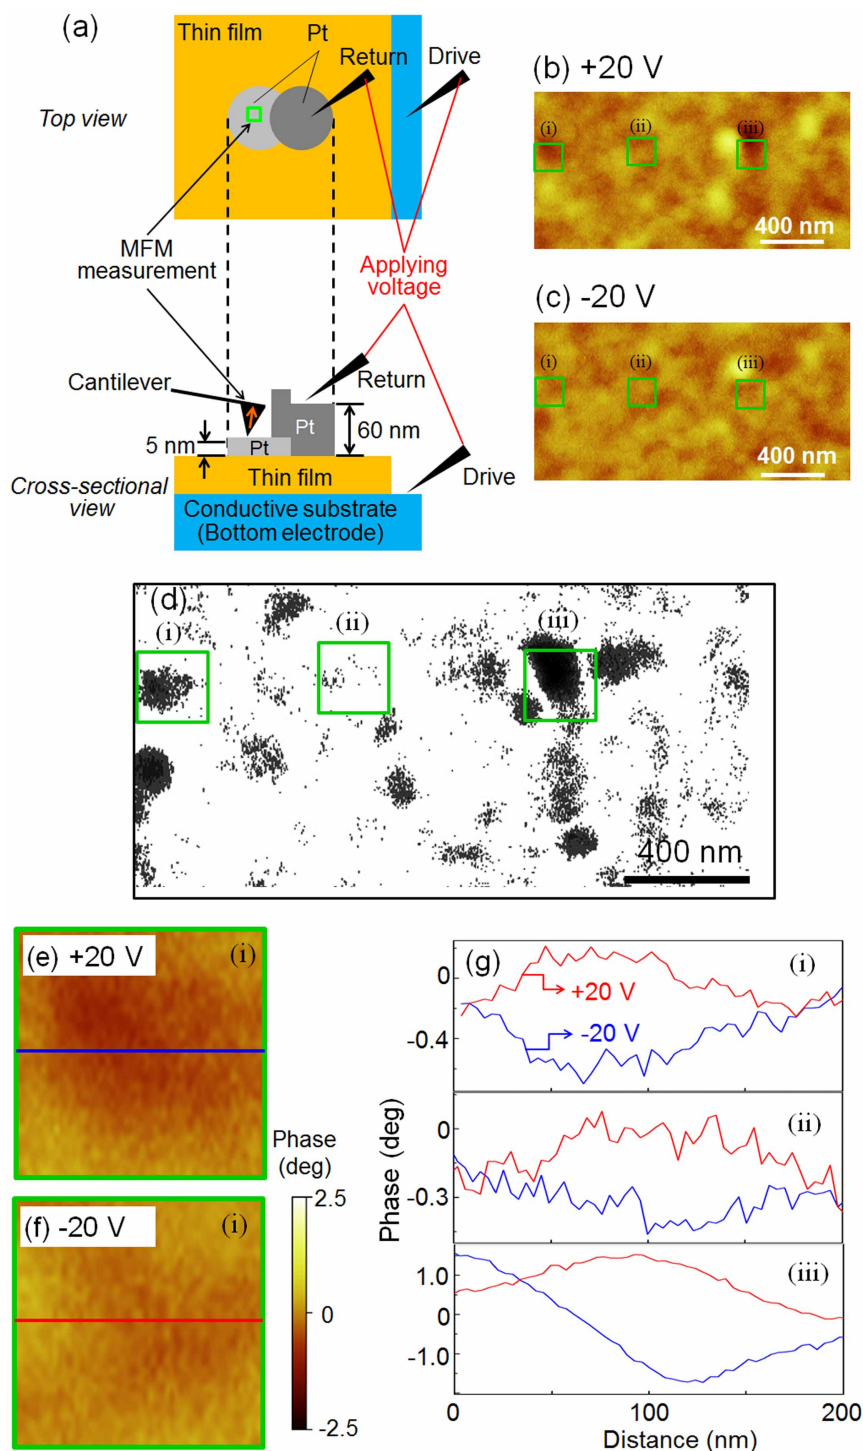 (a)
Thin film
Pt
Return
Drive
Top view
MFM
measurement
Applying
voltage
Cantilever
Return
Pt
60 nm
5 nm
Pt
Drive
Thin film
Cross-sectional
view
Conductive substrate
(Bottom electrode)
(b) +20 V
(i)
(ii)
(iii)
400 nm
(c) -20 V
(i)
(ii)
(iii)
400 nm
(d)
(i)
(ii)
(iii)
400 nm
(e) +20 V
(i)
(f) -20 V
(i)
Phase
(deg)
2.5
0
-2.5
(g)
(i)
0
+20 V
-20 V
-0.4
(ii)
0
-0.3
Phase (deg)
(iii)
1.0
0
-1.0
0
100
200
Distance (nm)